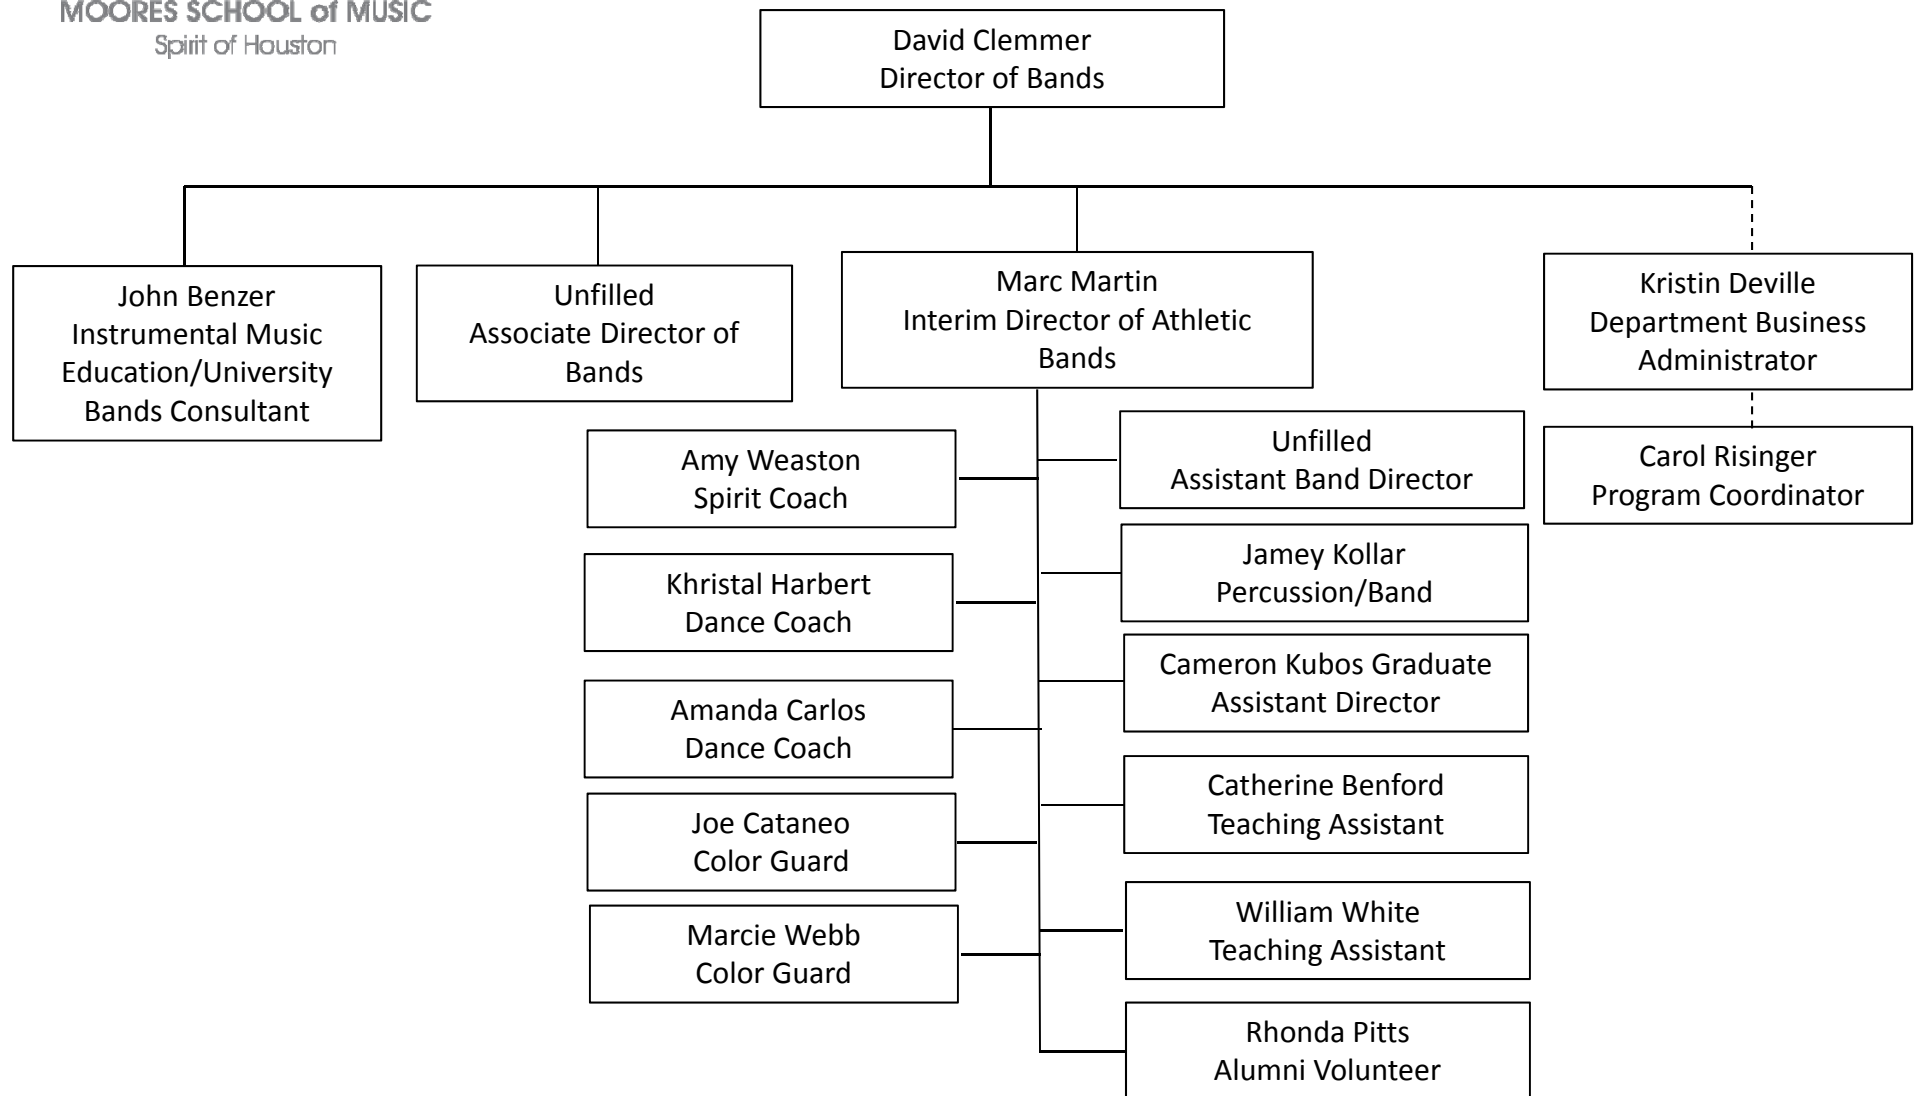 MOORES SCHOOL of MUSIC
Spirit of Houston
David Clemmer
Director of Bands
John Benzer
Instrumental Music
Education/University
Bands Consultant
Unfilled
Associate Director of
Bands
Marc Martin
Interim Director of Athletic
Bands
Kristin Deville
Department Business
Administrator
Carol Risinger
Program Coordinator
Amy Weaston
Spirit Coach
Khristal Harbert
Dance Coach
Amanda Carlos
Dance Coach
Joe Cataneo
Color Guard
Marcie Webb
Color Guard
Unfilled
Assistant Band Director
Jamey Kollar
Percussion/Band
Cameron Kubos Graduate
Assistant Director
Catherine Benford
Teaching Assistant
William White
Teaching Assistant
Rhonda Pitts
Alumni Volunteer